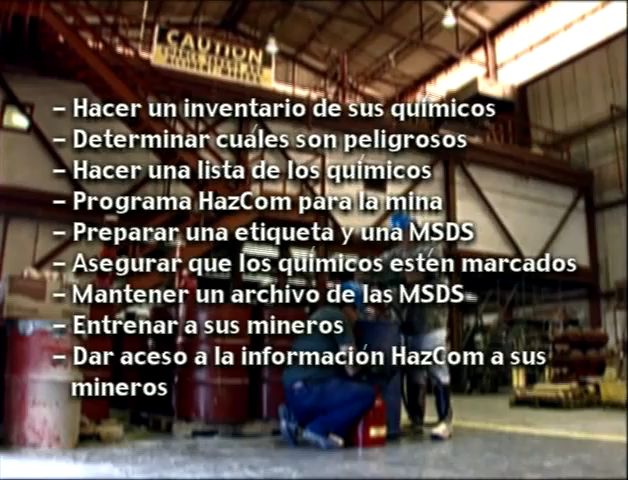 CAUTION
– Hacer un inventario de sus químicos
– Determinar cuáles son peligrosos
– Hacer una lista de los químicos
– Programa HazCom para la mina
– Preparar una etiqueta y una MSDS
– Asegurar que los químicos estén marcados
– Mantener un archivo de las MSDS
– Entrenar a sus mineros
– Dar aceso a la información HazCom a sus
mineros